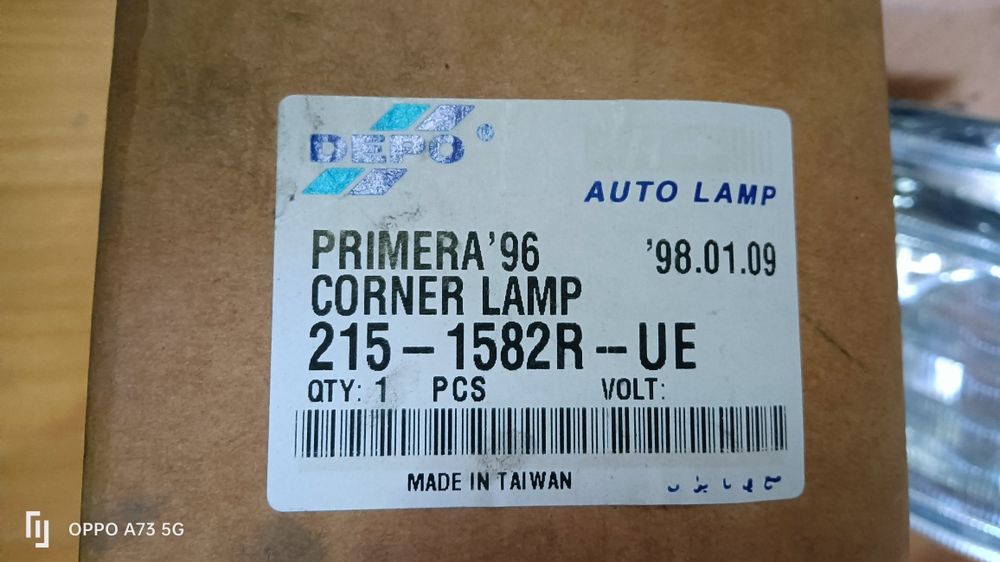 DEPO®
AUTO LAMP
PRIMERA'96 '98.01.09
CORNER LAMP
215-1582R--UE
QTY: 1 PCS VOLT:
MADE IN TAIWAN
OPPO A73 5G